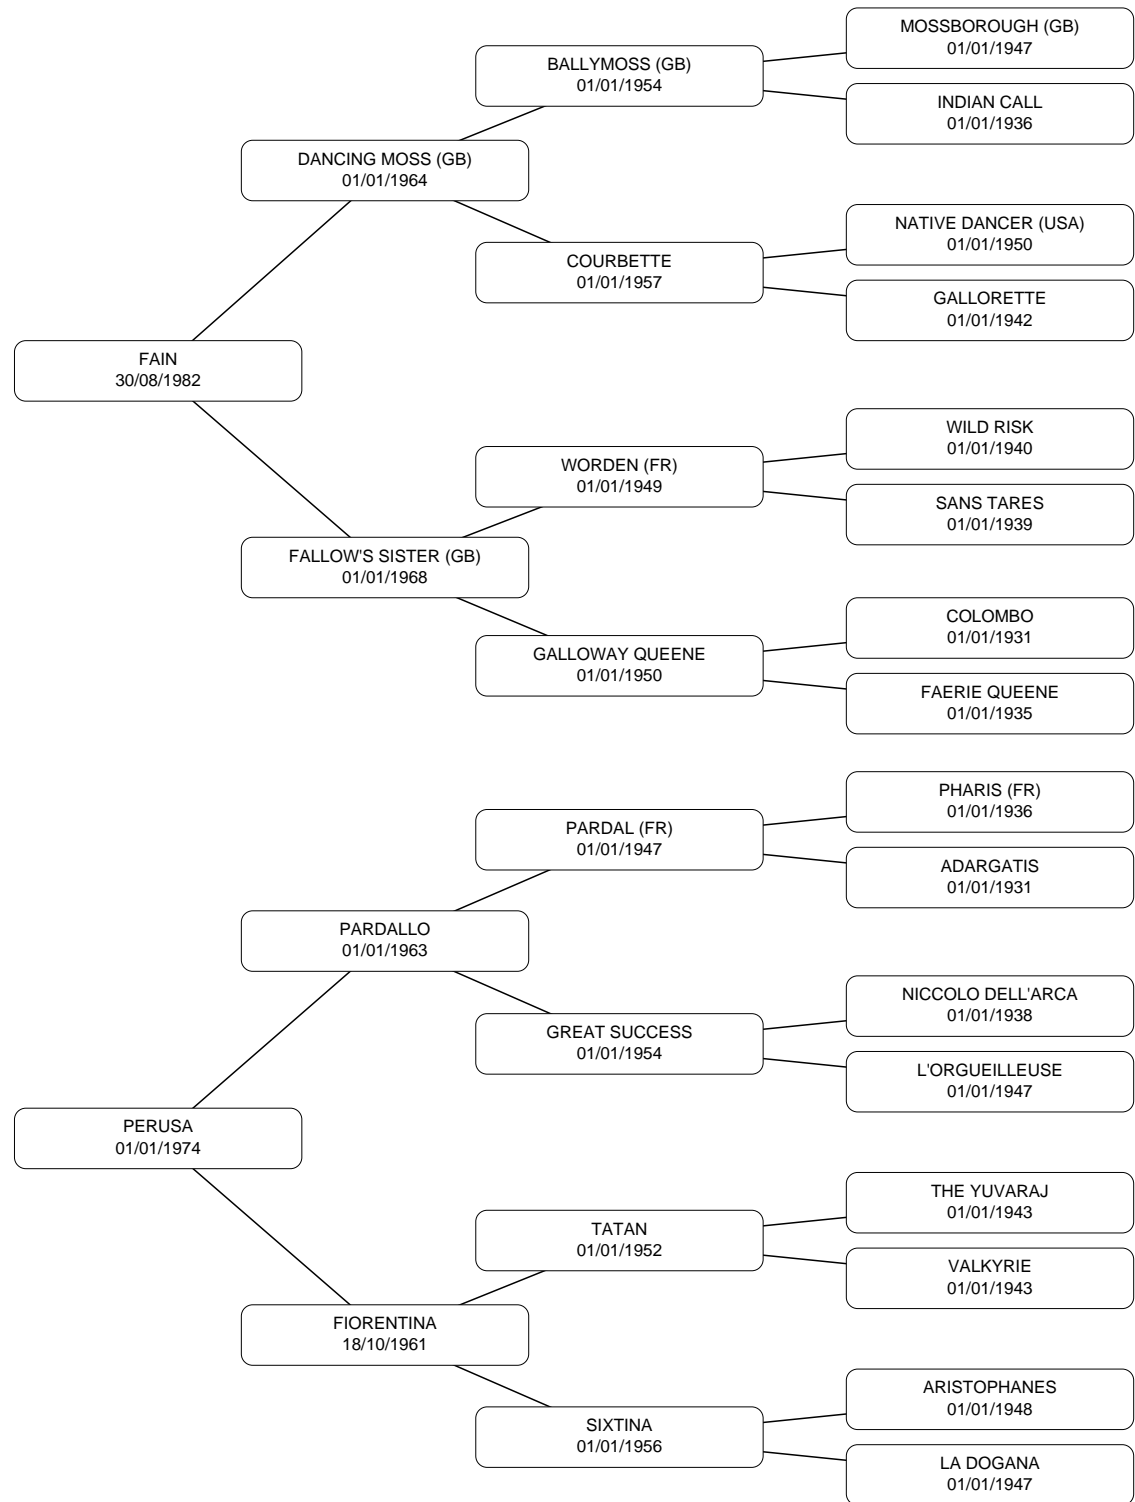 MOSSBOROUGH (GB)
01/01/1947
BALLYMOSS (GB)
01/01/1954
INDIAN CALL
01/01/1936
DANCING MOSS (GB)
01/01/1964
NATIVE DANCER (USA)
01/01/1950
COURBETTE
01/01/1957
GALLORETTE
01/01/1942
FAIN
30/08/1982
WILD RISK
01/01/1940
WORDEN (FR)
01/01/1949
SANS TARES
01/01/1939
FALLOW'S SISTER (GB)
01/01/1968
COLOMBO
01/01/1931
GALLOWAY QUEENE
01/01/1950
FAERIE QUEENE
01/01/1935
PHARIS (FR)
01/01/1936
PARDAL (FR)
01/01/1947
ADARGATIS
01/01/1931
PARDALLO
01/01/1963
NICCOLO DELL'ARCA
01/01/1938
GREAT SUCCESS
01/01/1954
L'ORGUEILLEUSE
01/01/1947
PERUSA
01/01/1974
THE YUVARAJ
01/01/1943
TATAN
01/01/1952
VALKYRIE
01/01/1943
FIORENTINA
18/10/1961
ARISTOPHANES
01/01/1948
SIXTINA
01/01/1956
LA DOGANA
01/01/1947